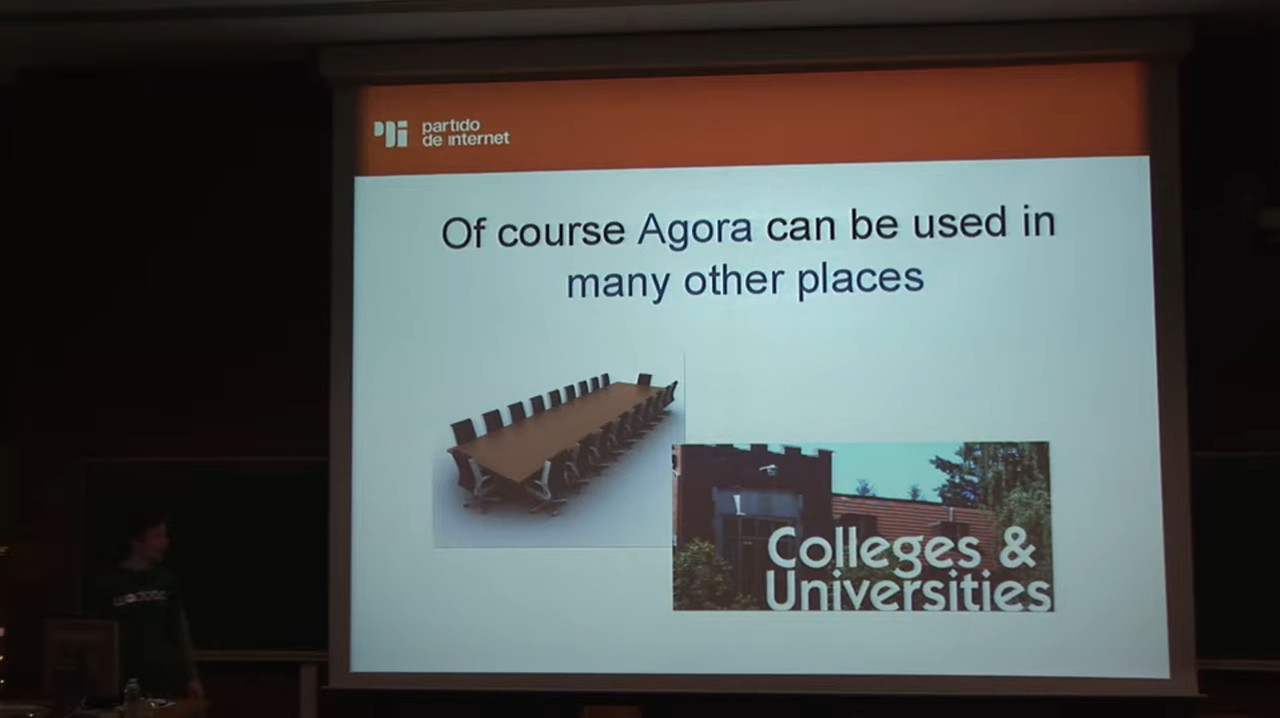 partido
de internet
Of course Agora can be used in
many other places
Colleges &
Universities